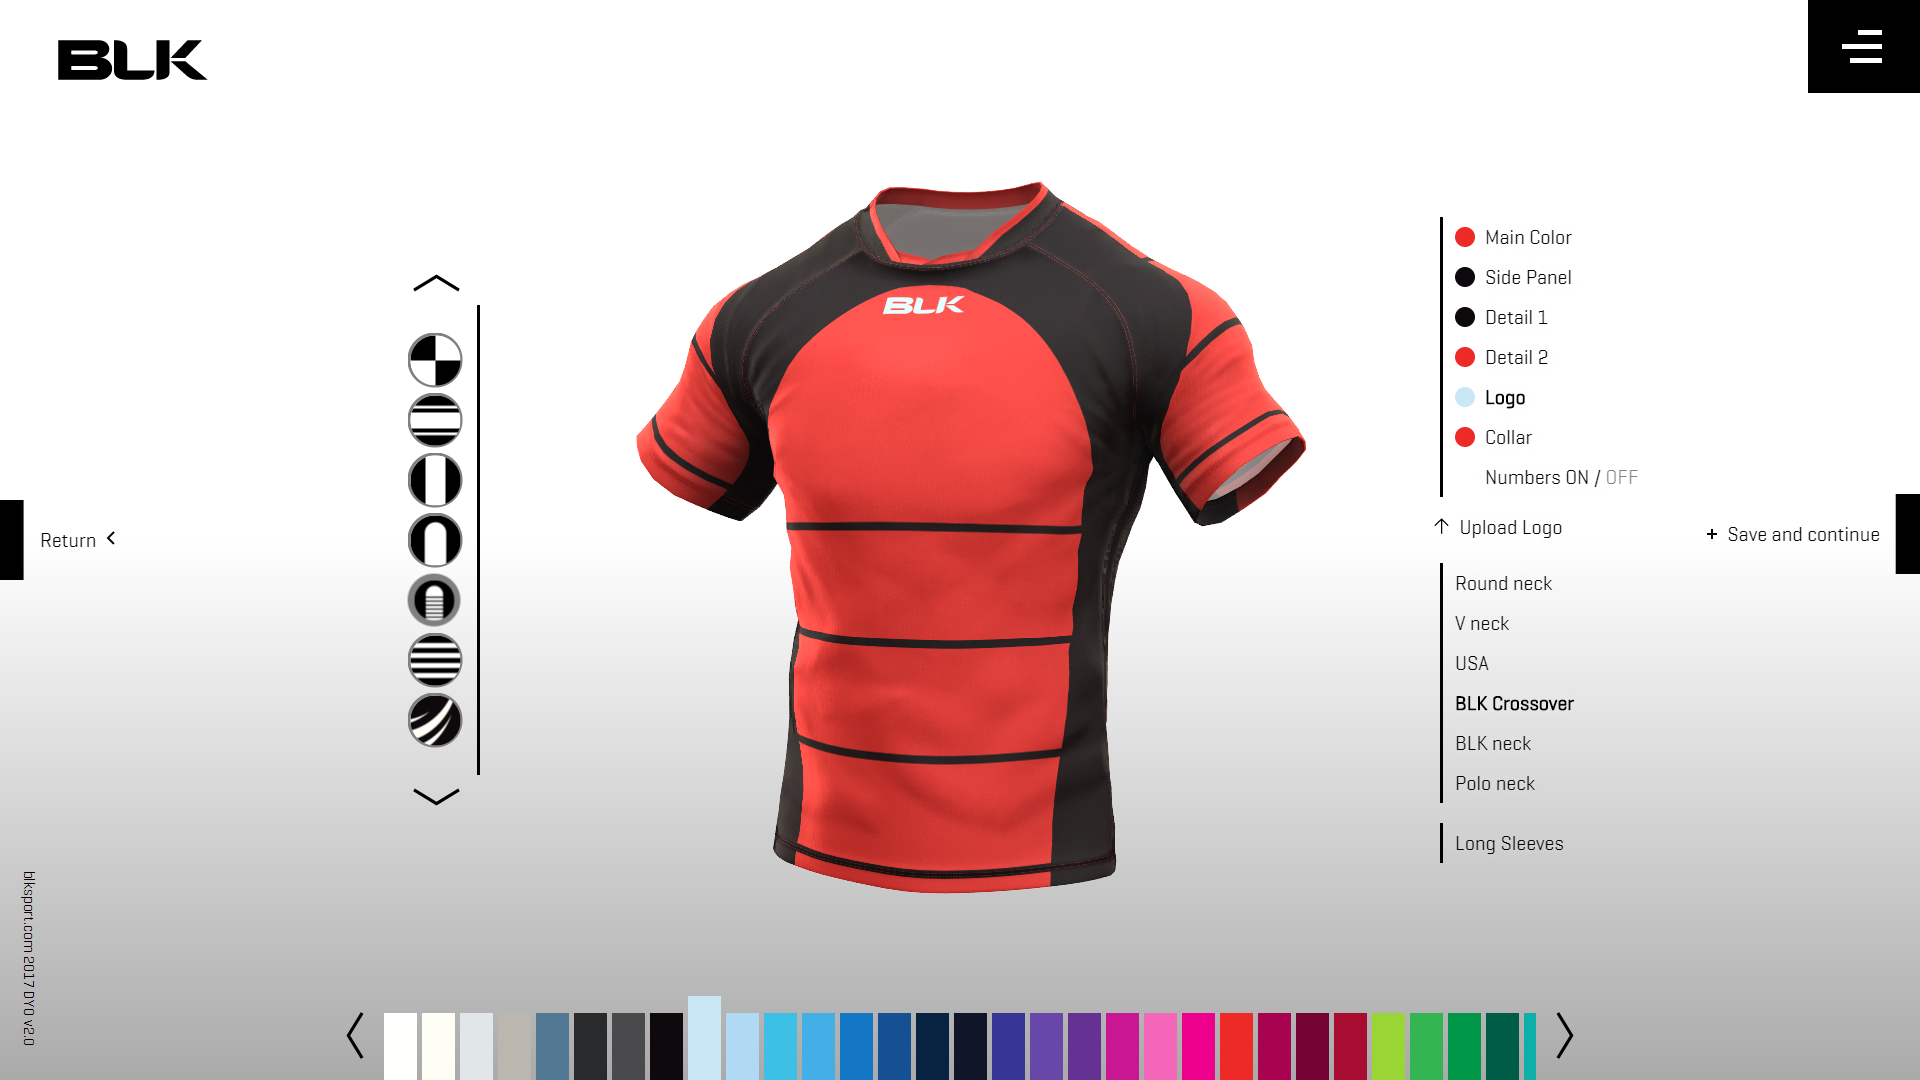 BLK
BLK
Main Color
Side Panel
Detail 1
Detail 2
Logo
Collar
Numbers ON / OFF
Upload Logo
Return <
+ Save and continue
Round neck
V neck
USA
BLK Crossover
BLK neck
Polo neck
Long Sleeves
blksport.com 2017 DYO v2.0